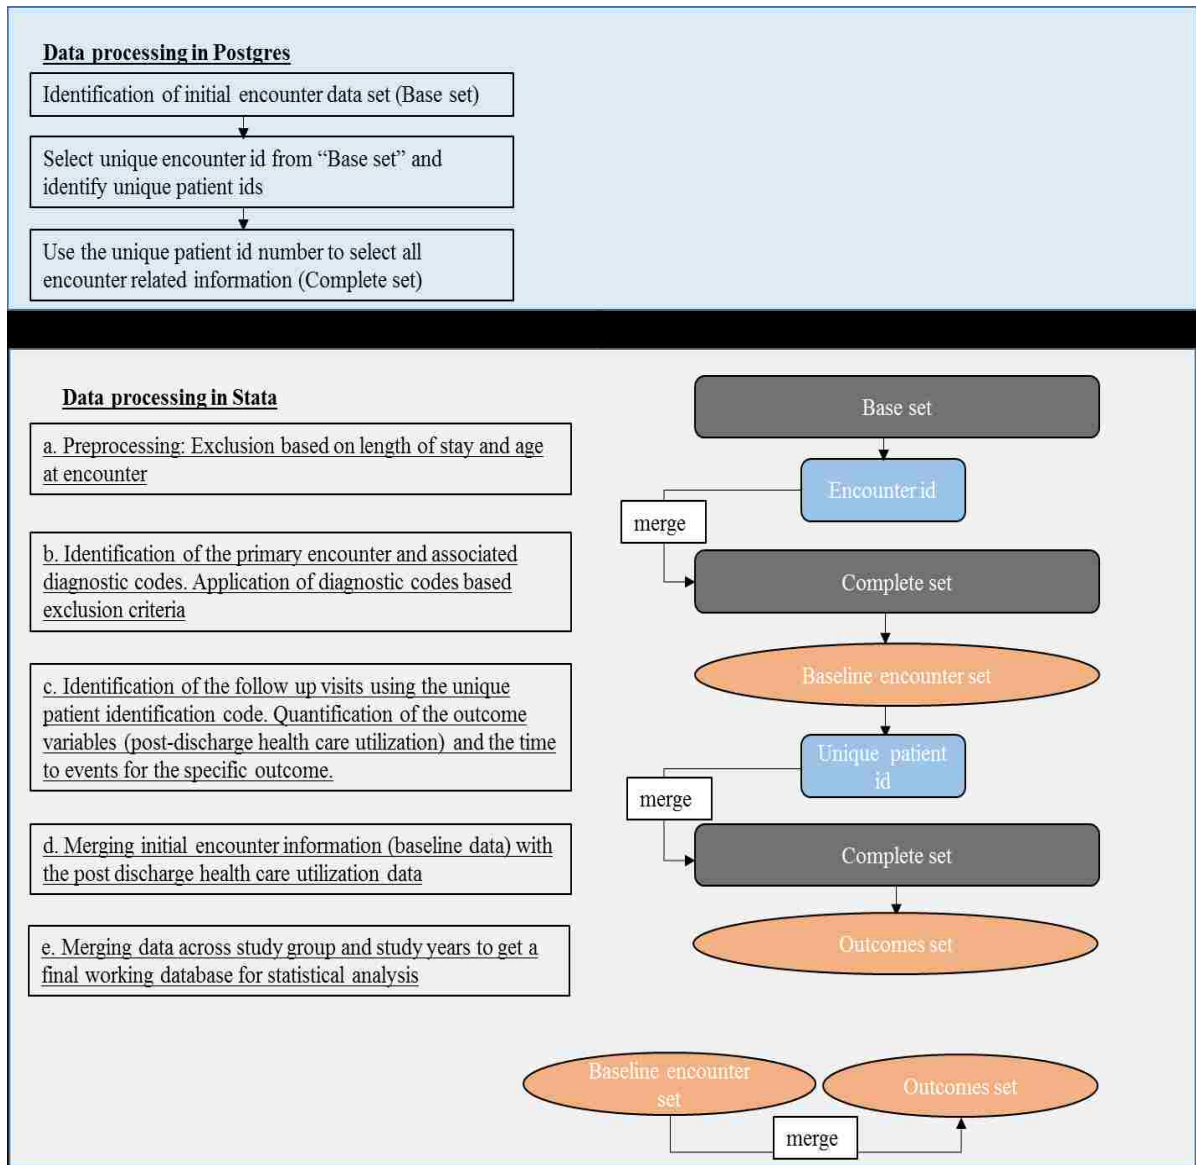 Data processing in Postgres
Identification of initial encounter data set (Base set)
Select unique encounter id from “Base set” and
identify unique patient ids
Use the unique patient id number to select all
encounter related information (Complete set)
Data processing in Stata
a. Preprocessing: Exclusion based on length of stay and age
at encounter
b. Identification of the primary encounter and associated
diagnostic codes. Application of diagnostic codes based
exclusion criteria
c. Identification of the follow up visits using the unique
patient identification code. Quantification of the outcome
variables (post-discharge health care utilization) and the time
to events for the specific outcome.
d. Merging initial encounter information (baseline data) with
the post discharge health care utilization data
e. Merging data across study group and study years to get a
final working database for statistical analysis
Base set
Encounter id
merge
Complete set
Baseline encounter set
Unique patient
id
merge
Complete set
Outcomes set
Baseline encounter
set
Outcomes set
merge